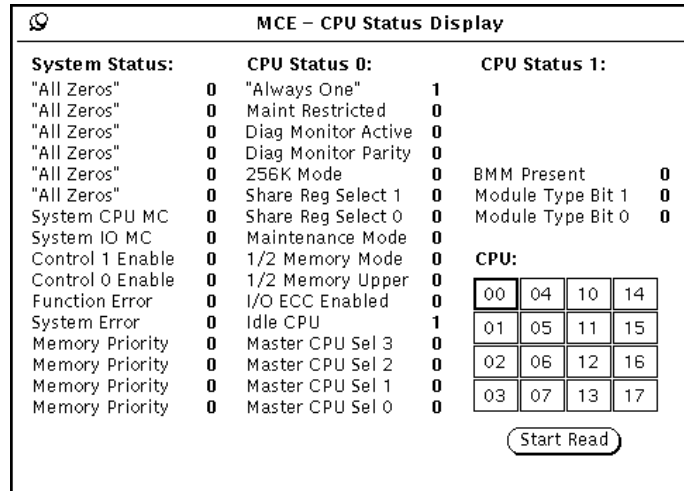 MCE – CPU Status Display
System Status:
"All Zeros" 0
"All Zeros" 0
"All Zeros" 0
"All Zeros" 0
"All Zeros" 0
"All Zeros" 0
System CPU MC 0
System IO MC 0
Control 1 Enable 0
Control 0 Enable 0
Function Error 0
System Error 0
Memory Priority 0
Memory Priority 0
Memory Priority 0
Memory Priority 0
CPU Status 0:
"Always One" 1
Maint Restricted 0
Diag Monitor Active 0
Diag Monitor Parity 0
256K Mode 0
Share Reg Select 1 0
Share Reg Select 0 0
Maintenance Mode 0
1/2 Memory Mode 0
1/2 Memory Upper 0
I/O ECC Enabled 0
Idle CPU 1
Master CPU Sel 3 0
Master CPU Sel 2 0
Master CPU Sel 1 0
Master CPU Sel 0 0
CPU Status 1:
BMM Present 0
Module Type Bit 1 0
Module Type Bit 0 0
CPU:
00 04 10 14
01 05 11 15
02 06 12 16
03 07 13 17
Start Read